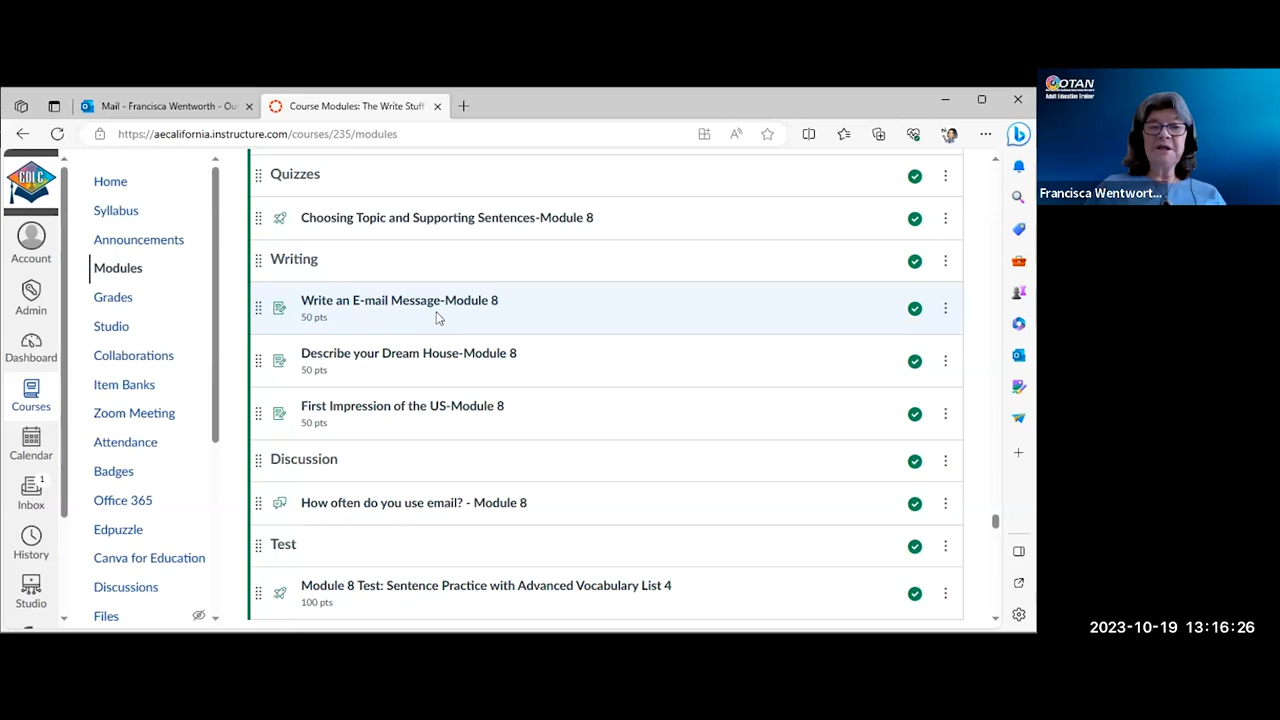 Mail - Francisca Wentworth - Ou
Course Modules: The Write Stuff
https://aecalifornia.instructure.com/courses/235/modules
CDLC
Account
Admin
Dashboard
Courses
Calendar
Inbox
1
History
Studio
Home
Syllabus
Announcements
Modules
Grades
Studio
Collaborations
Item Banks
Zoom Meeting
Attendance
Badges
Office 365
Edpuzzle
Canva for Education
Discussions
Files
Quizzes
Choosing Topic and Supporting Sentences-Module 8
Writing
Write an E-mail Message-Module 8
50 pts
Describe your Dream House-Module 8
50 pts
First Impression of the US-Module 8
50 pts
Discussion
How often do you use email? - Module 8
Test
Module 8 Test: Sentence Practice with Advanced Vocabulary List 4
100 pts
OTAN
Adult Education Trainer
Francisca Wentwort...
2023-10-19 13:16:26